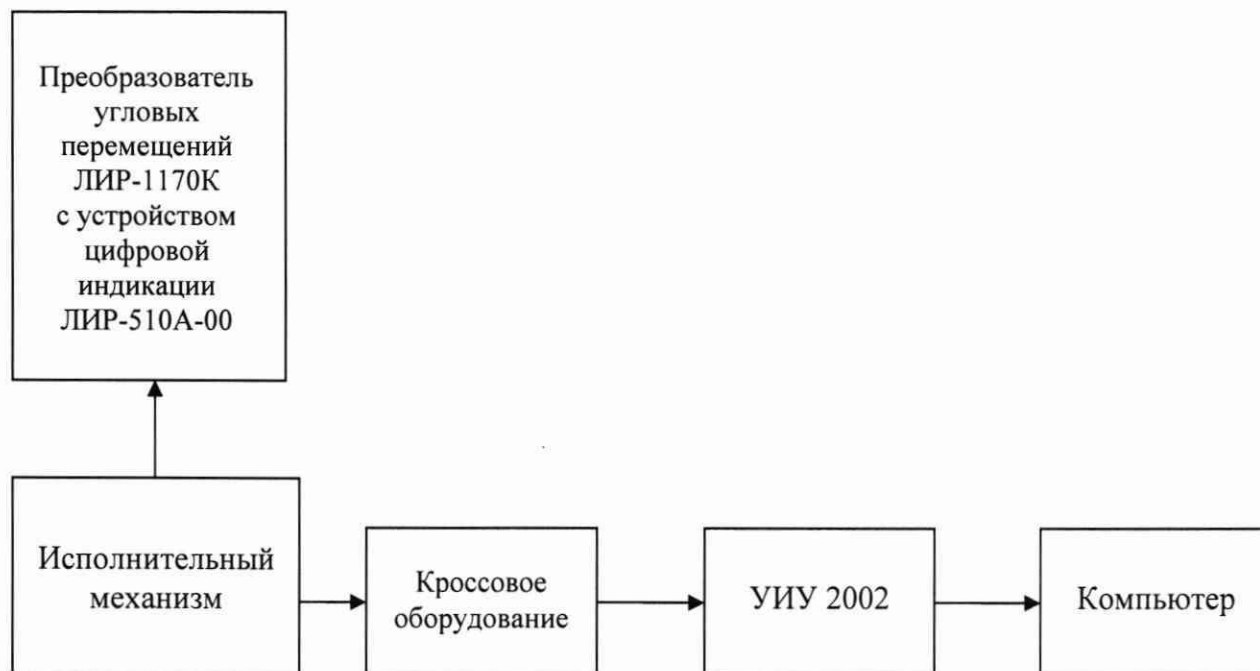 Преобразователь
угловых
перемещений
ЛИР-1170К
с устройством
цифровой
индикации
ЛИР-510А-00
Исполнительный
механизм
Кроссовое
оборудование
УИУ 2002
Компьютер